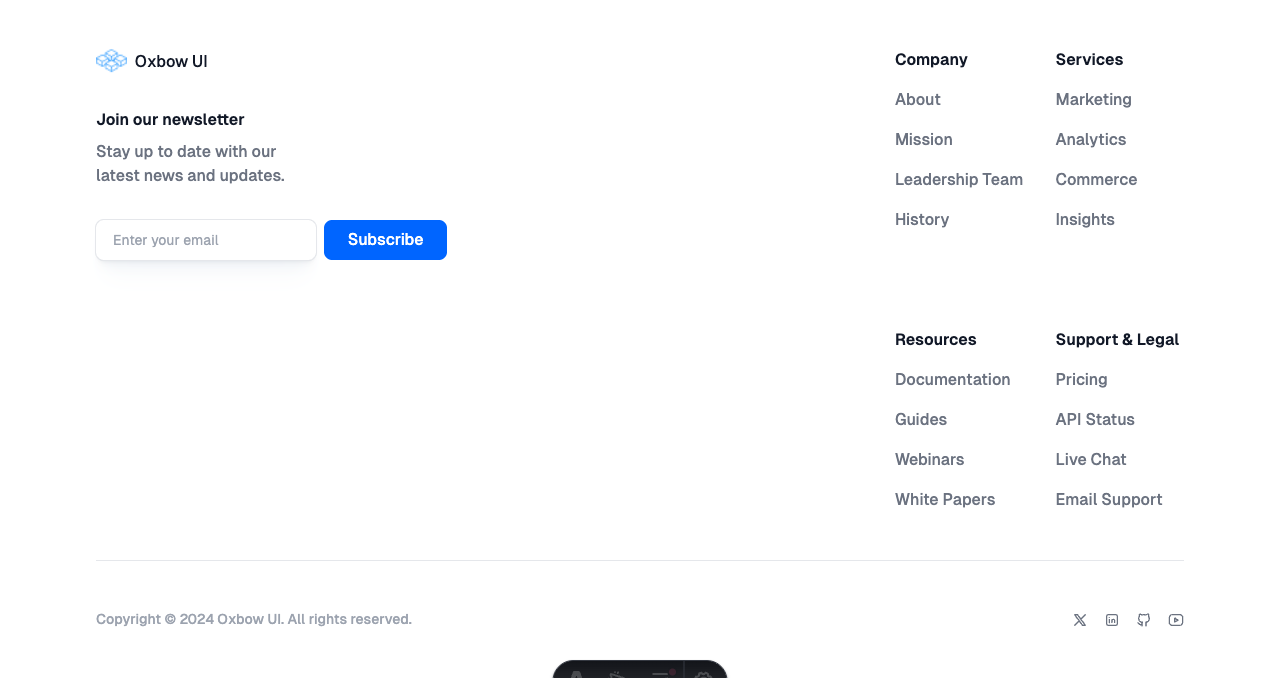 Oxbow UI
Join our newsletter
Stay up to date with our
latest news and updates.
Enter your email
Subscribe
Company
About
Mission
Leadership Team
History
Services
Marketing
Analytics
Commerce
Insights
Resources
Documentation
Guides
Webinars
White Papers
Support & Legal
Pricing
API Status
Live Chat
Email Support
Copyright © 2024 Oxbow UI. All rights reserved.